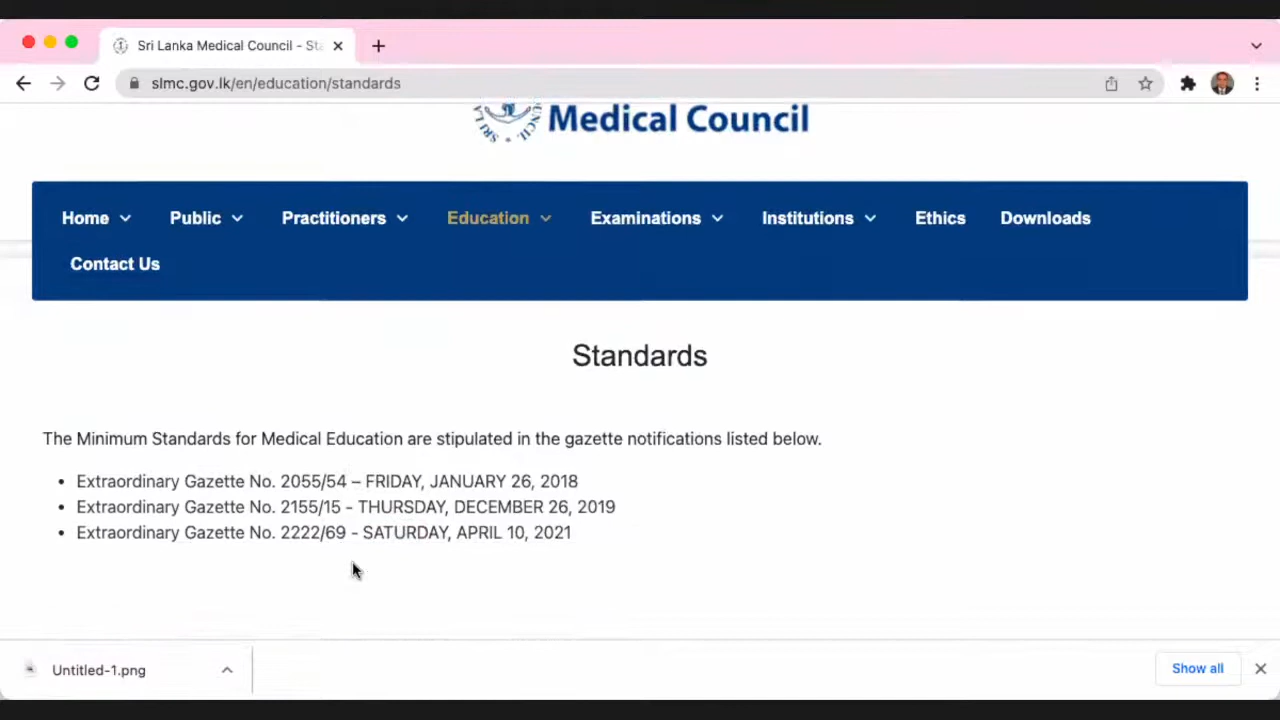 Sri Lanka Medical Council - Sta
slmc.gov.lk/en/education/standards
SRI L
UNCIL
Medical Council
Home Public Practitioners Education Examinations Institutions Ethics Downloads
Contact Us
Standards
The Minimum Standards for Medical Education are stipulated in the gazette notifications listed below.
• Extraordinary Gazette No. 2055/54 – FRIDAY, JANUARY 26, 2018
• Extraordinary Gazette No. 2155/15 - THURSDAY, DECEMBER 26, 2019
• Extraordinary Gazette No. 2222/69 - SATURDAY, APRIL 10, 2021
Untitled-1.png
Show all